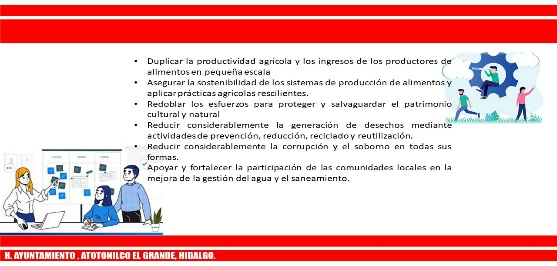 • Duplicar la productividad agrícola y los ingresos de los productores de
alimentos en pequeña escala
• Asegurar la sostenibilidad de los sistemas de producción de alimentos y
aplicar prácticas agrícolas resilientes.
• Redoblar los esfuerzos para proteger y salvaguardar el patrimonio
cultural y natural
• Reducir considerablemente la generación de desechos mediante
actividades de prevención, reducción, reciclado y reutilización.
• Reducir considerablemente la corrupción y el soborno en todas sus
formas.
✓ Apoyar y fortalecer la participación de las comunidades locales en la
mejora de la gestión del agua y el saneamiento.
H. AYUNTAMIENTO , ATOTONILCO EL GRANDE, HIDALGO.